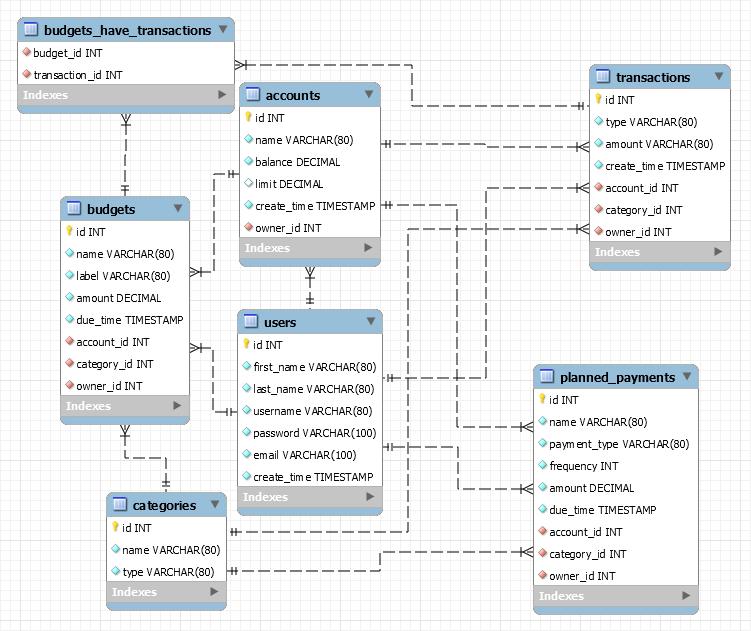 budgets_have_transactions
budget_id INT
transaction_id INT
Indexes
accounts
id INT
name VARCHAR(80)
balance DECIMAL
limit DECIMAL
create_time TIMESTAMP
owner_id INT
Indexes
transactions
id INT
type VARCHAR(80)
amount VARCHAR(80)
create_time TIMESTAMP
account_id INT
category_id INT
owner_id INT
Indexes
budgets
id INT
name VARCHAR(80)
label VARCHAR(80)
amount DECIMAL
due_time TIMESTAMP
account_id INT
category_id INT
owner_id INT
Indexes
users
id INT
first_name VARCHAR(80)
last_name VARCHAR(80)
username VARCHAR(80)
password VARCHAR(100)
email VARCHAR(100)
create_time TIMESTAMP
Indexes
planned_payments
id INT
name VARCHAR(80)
payment_type VARCHAR(80)
frequency INT
amount DECIMAL
due_time TIMESTAMP
account_id INT
category_id INT
owner_id INT
Indexes
categories
id INT
name VARCHAR(80)
type VARCHAR(80)
Indexes